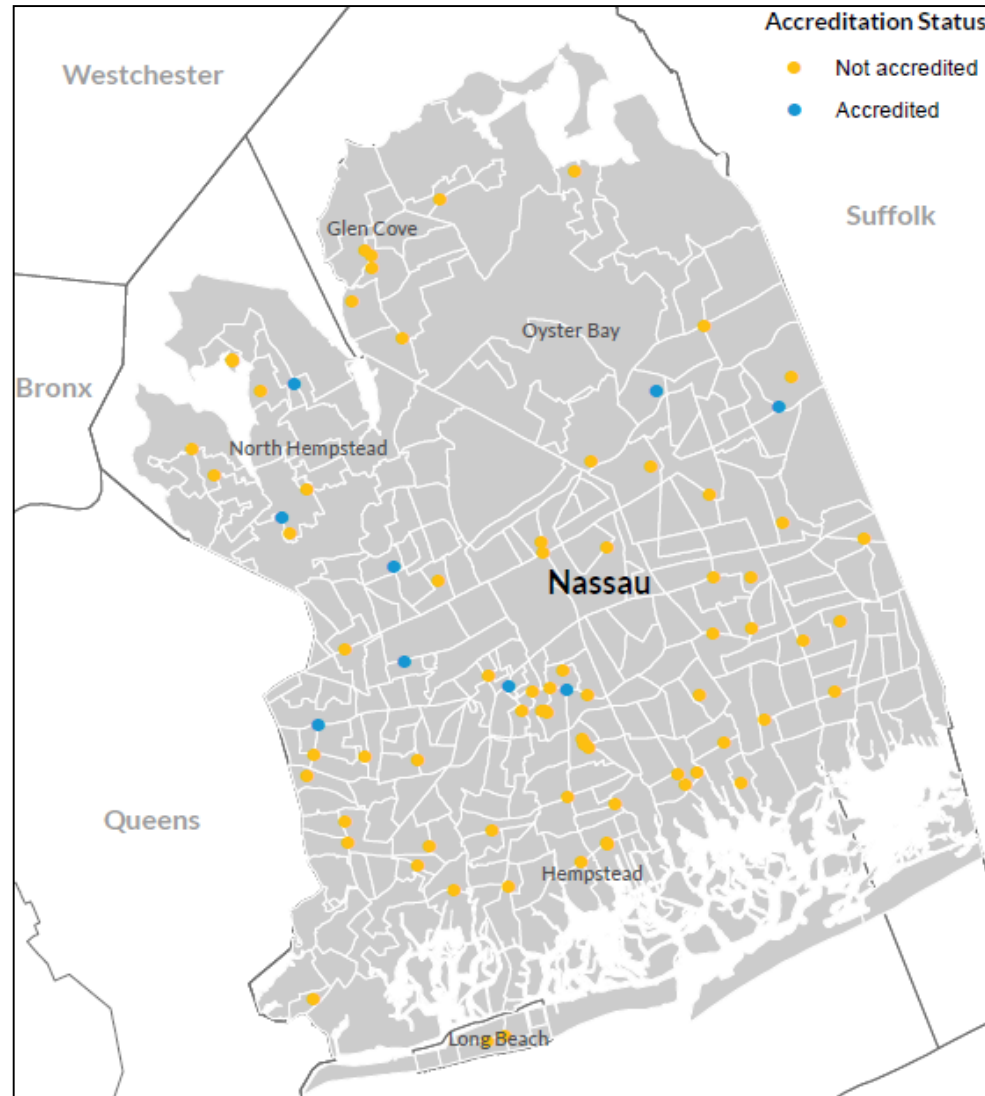 Accreditation Status
Not accredited
Accredited
Westchester
Suffolk
Glen Cove
Oyster Bay
Bronx
North Hempstead
Nassau
Queens
Hempstead
Long Beach